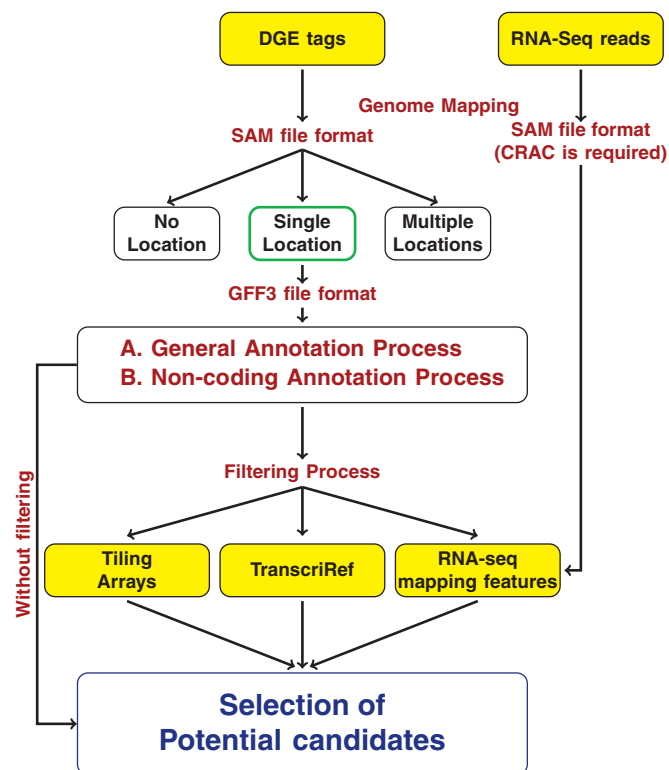 DGE tags
RNA-Seq reads
Genome Mapping
SAM file format
SAM file format
(CRAC is required)
No
Location
Single
Location
Multiple
Locations
GFF3 file format
A. General Annotation Process
B. Non-coding Annotation Process
Without filtering
Filtering Process
Tiling
Arrays
TranscriRef
RNA-seq
mapping features
Selection of
Potential candidates